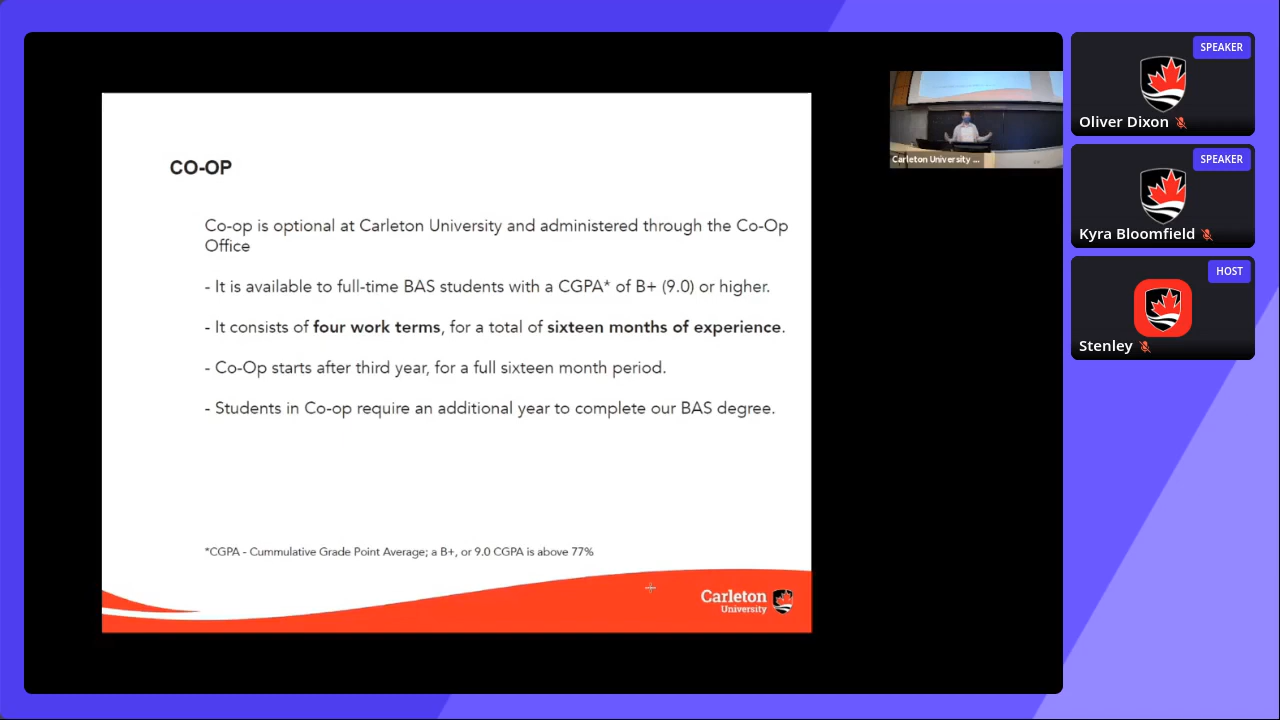 CO-OP
Co-op is optional at Carleton University and administered through the Co-Op
Office
- It is available to full-time BAS students with a CGPA* of B+ (9.0) or higher.
- It consists of four work terms, for a total of sixteen months of experience.
- Co-Op starts after third year, for a full sixteen month period.
- Students in Co-op require an additional year to complete our BAS degree.
*CGPA - Cummulative Grade Point Average; a B+, or 9.0 CGPA is above 77%
Carleton
University
Carleton University ...
SPEAKER
Oliver Dixon
SPEAKER
Kyra Bloomfield
HOST
Stenley